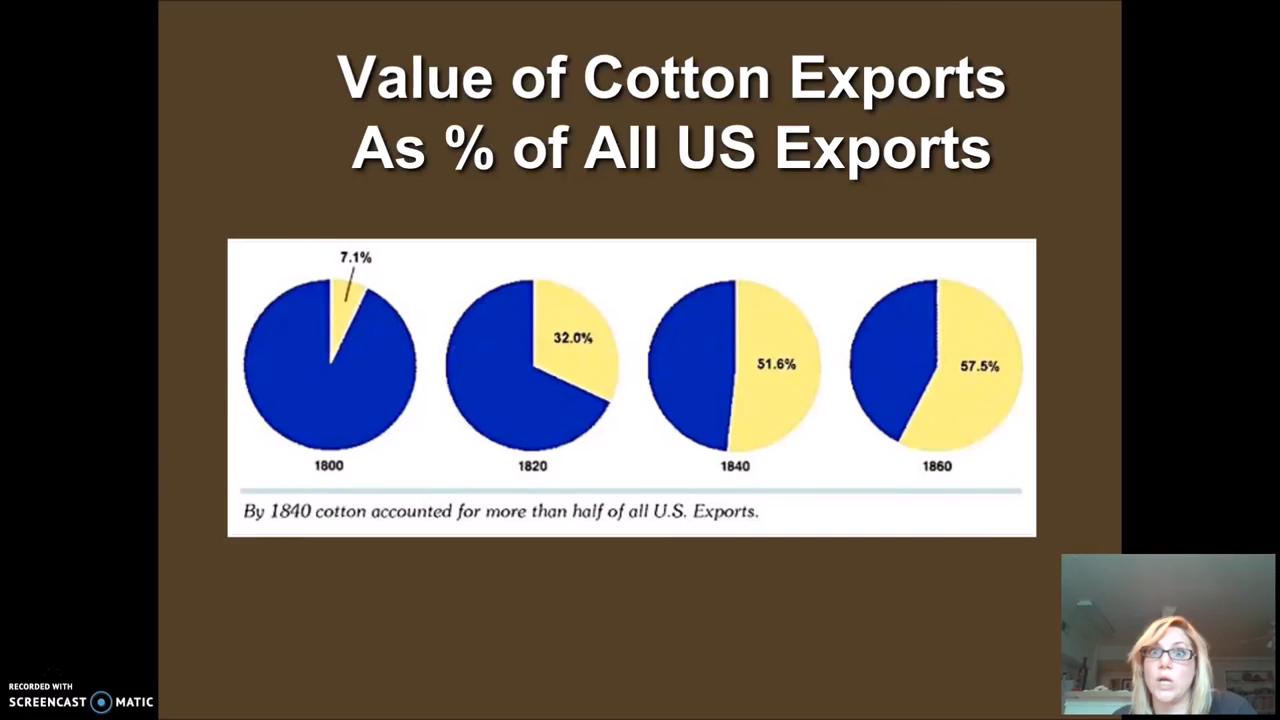 Value of Cotton Exports
As % of All US Exports
7.1%
32.0%
51.6%
57.5%
1800
1820
1840
1860
By 1840 cotton accounted for more than half of all U.S. Exports.
RECORDED WITH
SCREENCAST MATIC